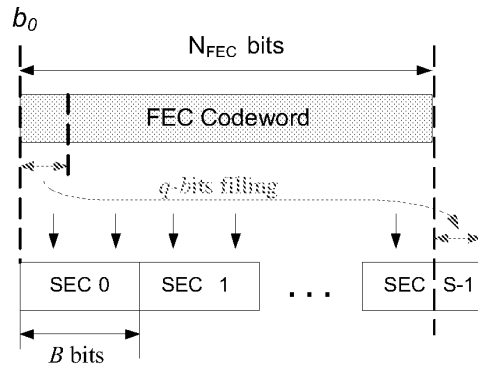 b0
NFEC bits
FEC Codeword
q-bits filling
SEC 0
SEC 1
. . .
SEC S-1
B bits